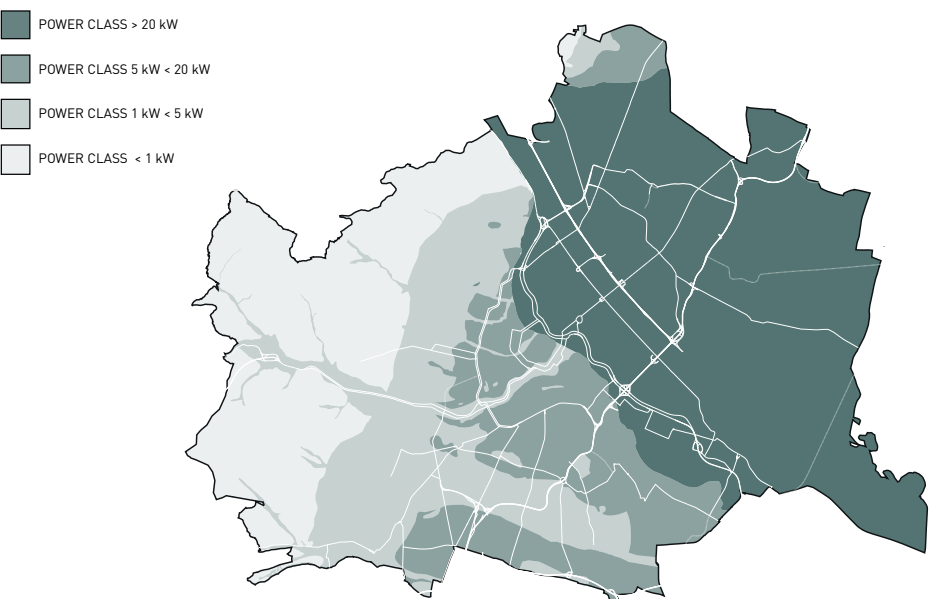 POWER CLASS > 20 kW
POWER CLASS 5 kW < 20 kW
POWER CLASS 1 kW < 5 kW
POWER CLASS < 1 kW